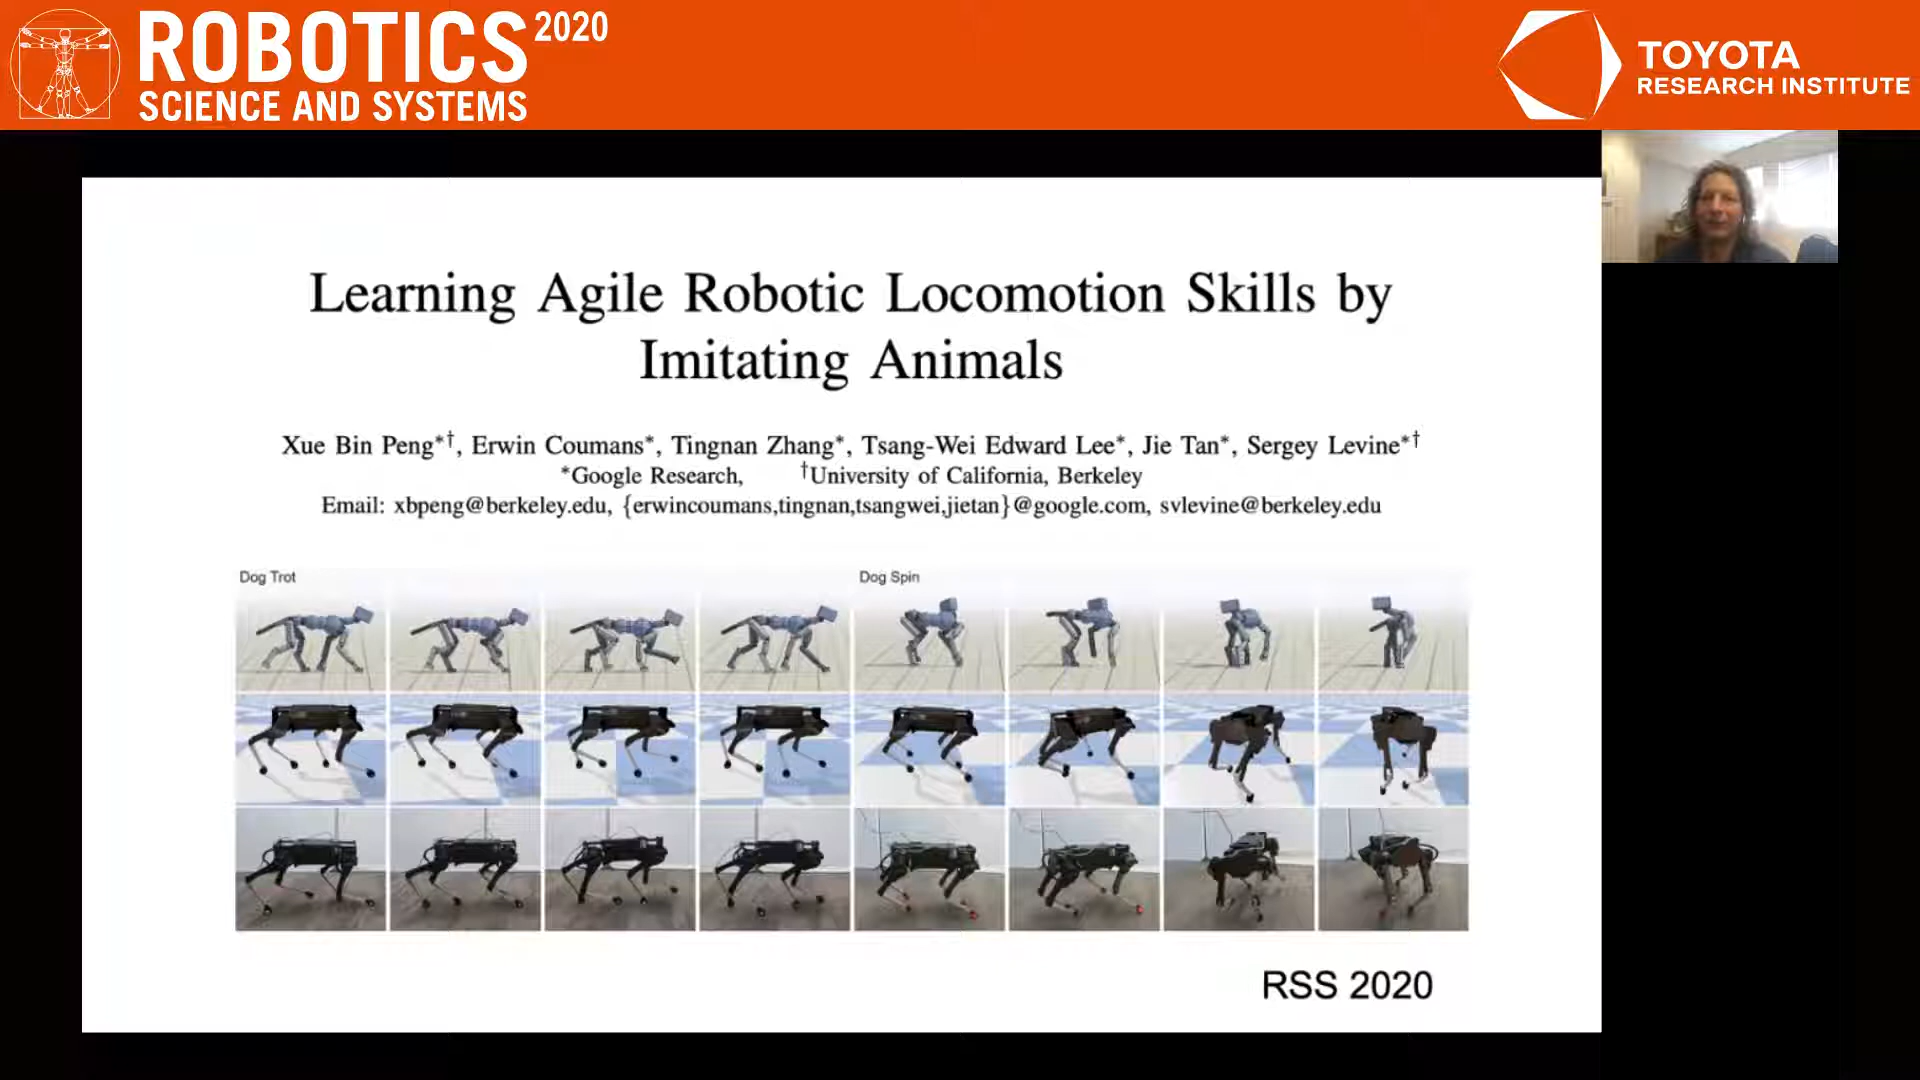 ROBOTICS 2020
SCIENCE AND SYSTEMS
TOYOTA
RESEARCH INSTITUTE
Learning Agile Robotic Locomotion Skills by
Imitating Animals
Xue Bin Peng*†, Erwin Coumans*, Tingnan Zhang*, Tsang-Wei Edward Lee*, Jie Tan*, Sergey Levine*†
*Google Research, †University of California, Berkeley
Email: xbpeng@berkeley.edu, {erwincoumans,tingnan,tsangwei,jietan}@google.com, svlevine@berkeley.edu
Dog Trot
Dog Spin
RSS 2020